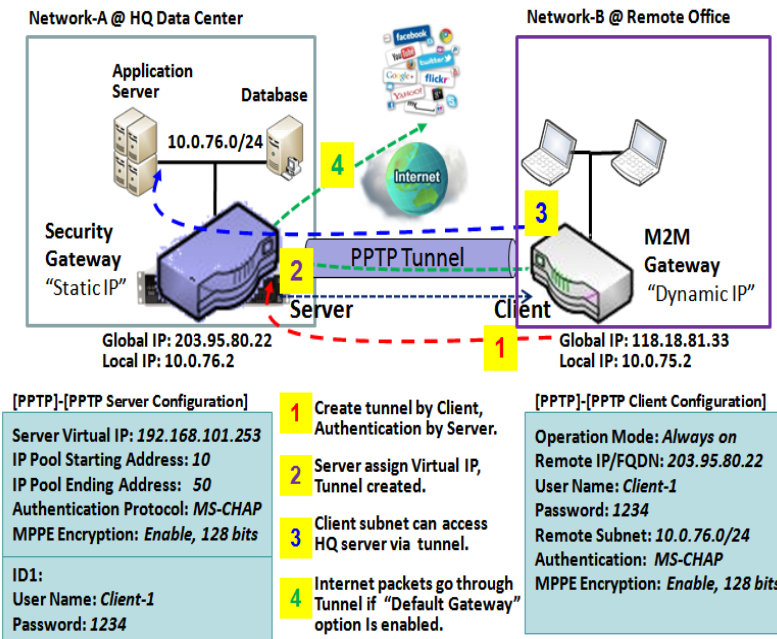 Network-A @ HQ Data Center
Network-B @ Remote Office
Application
Server
Database
10.0.76.0/24
facebook
YouTube
twitter
Google+
flickr
YAHOO!
my
Internet
4
3
Security
Gateway
"Static IP"
2
PPTP Tunnel
M2M
Gateway
"Dynamic IP"
Server
Client
1
Global IP: 203.95.80.22
Local IP: 10.0.76.2
Global IP: 118.18.81.33
Local IP: 10.0.75.2
[PPTP]-[PPTP Server Configuration]
Server Virtual IP: 192.168.101.253
IP Pool Starting Address: 10
IP Pool Ending Address: 50
Authentication Protocol: MS-CHAP
MPPE Encryption: Enable, 128 bits
ID1:
User Name: Client-1
Password: 1234
1 Create tunnel by Client,
Authentication by Server.
2 Server assign Virtual IP,
Tunnel created.
3 Client subnet can access
HQ server via tunnel.
4 Internet packets go through
Tunnel if "Default Gateway"
option Is enabled.
[PPTP]-[PPTP Client Configuration]
Operation Mode: Always on
Remote IP/FQDN: 203.95.80.22
User Name: Client-1
Password: 1234
Remote Subnet: 10.0.76.0/24
Authentication: MS-CHAP
MPPE Encryption: Enable, 128 bits